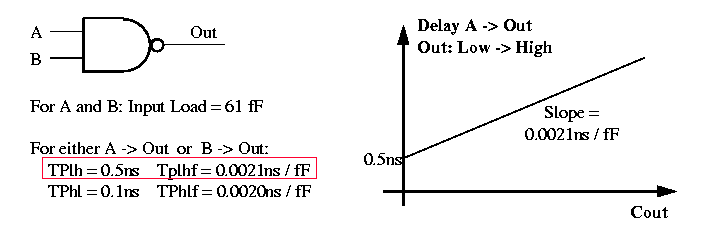 A
B
Out
For A and B: Input Load = 61 fF
For either A -> Out or B -> Out:
TPlh = 0.5ns Tplhf = 0.0021ns / fF
TPhl = 0.1ns TPhlf = 0.0020ns / fF
Delay A -> Out
Out: Low -> High
Slope =
0.0021ns / fF
0.5ns
Cout